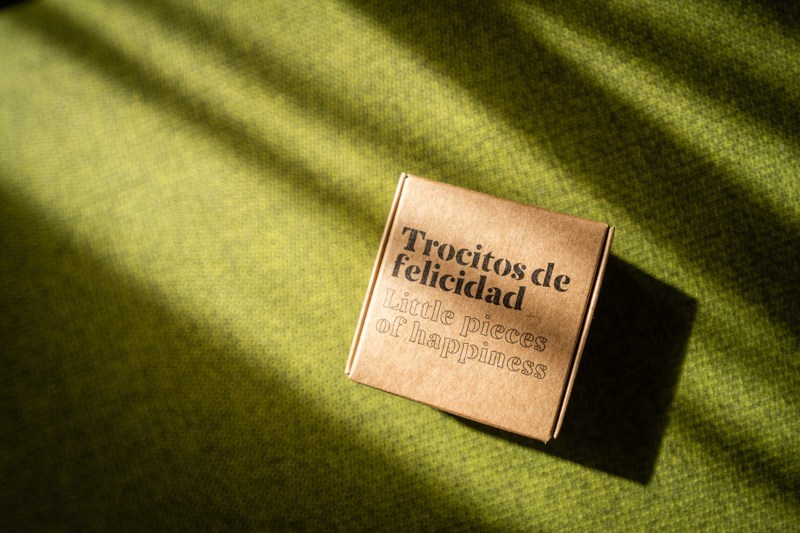 Trocitos de
felicidad
Little pieces
of happiness